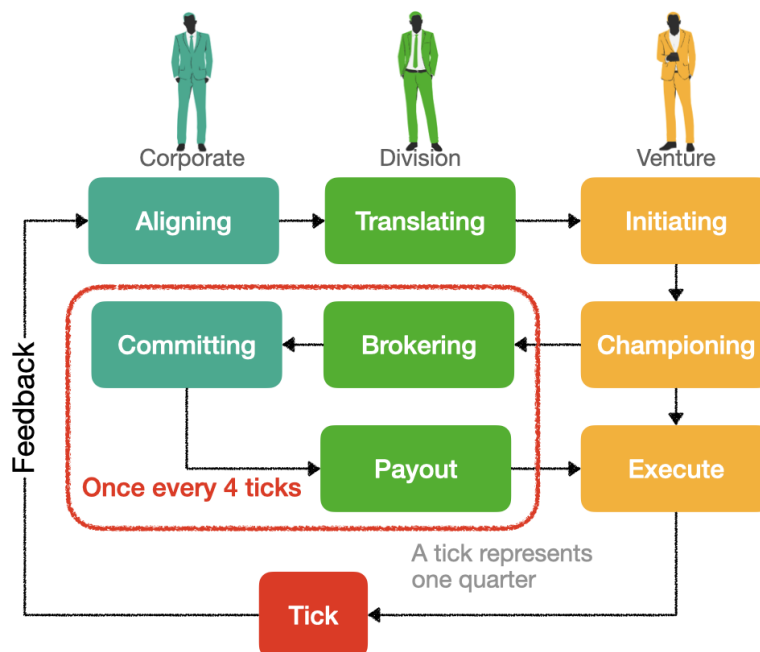 Corporate
Division
Venture
Aligning
Translating
Initiating
Committing
Brokering
Championing
Feedback
Payout
Execute
Once every 4 ticks
A tick represents
one quarter
Tick